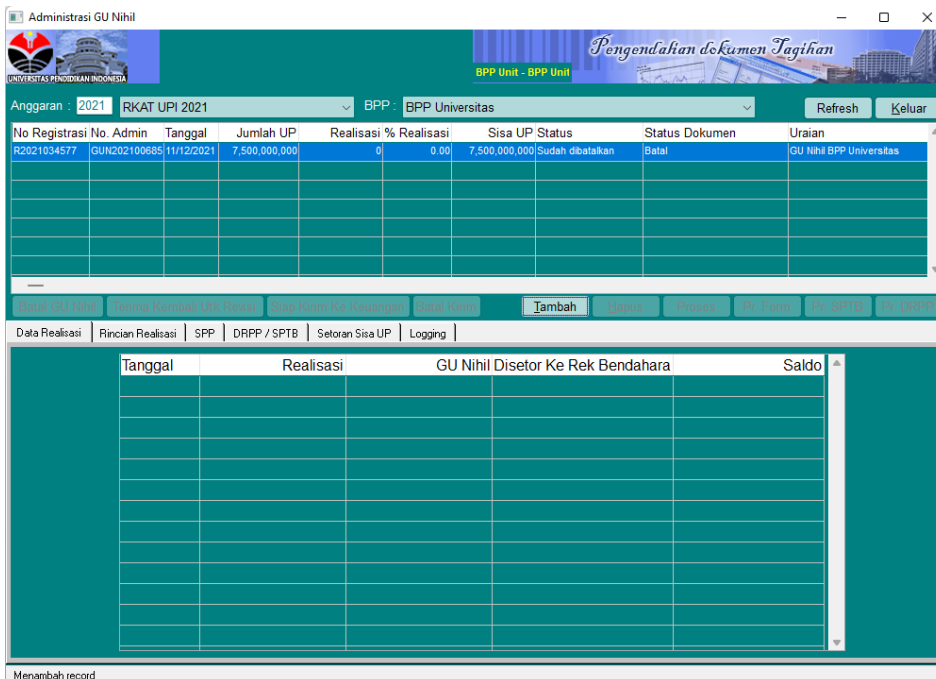 Administrasi GU Nihil
UNIVERSITAS PENDIDIKAN INDONESIA
Pengendalian dokumen Tagihan
BPP Unit - BPP Unit
Anggaran : 2021 RKAT UPI 2021 BPP : BPP Universitas Refresh Keluar
No Registrasi No. Admin Tanggal Jumlah UP Realisasi % Realisasi Sisa UP Status Status Dokumen Uraian
R2021034577 GUN202100685 11/12/2021 7,500,000,000 0 0.00 7,500,000,000 Sudah dibatalkan Batal GU Nihil BPP Universitas
Batal GU Nihil Terima Kembali Utk Revisi Siap Kirim Ke Keuangan Batal Kirim Tambah Hapus Proses Pr. Form Pr. SPTB Pr. DRPP
Data Realisasi Rincian Realisasi SPP DRPP / SPTB Setoran Sisa UP Logging
Tanggal Realisasi GU Nihil Disetor Ke Rek Bendahara Saldo
Menambah record